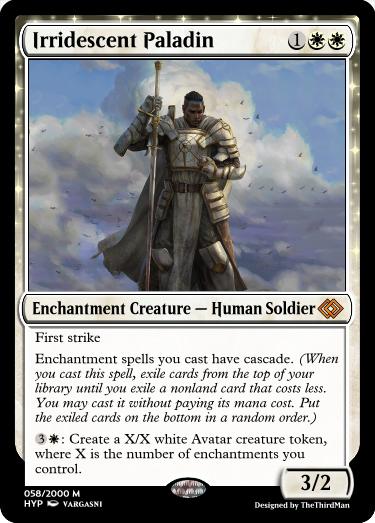 Irridescent Paladin 1
Enchantment Creature — Human Soldier
First strike
Enchantment spells you cast have cascade. (When
you cast this spell, exile cards from the top of your
library until you exile a nonland card that costs less.
You may cast it without paying its mana cost. Put
the exiled cards on the bottom in a random order.)
3: Create a X/X white Avatar creature token,
where X is the number of enchantments you
control.
3/2
058/2000 M
HYP VARGASNI
Designed by TheThirdMan